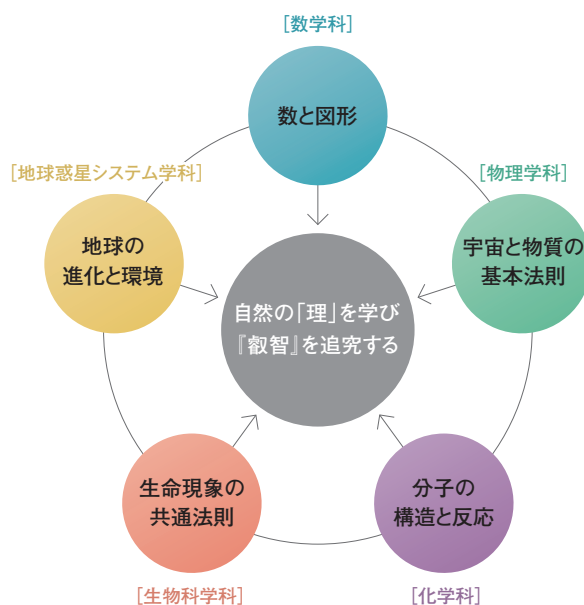 [数学科]
数と図形
[地球惑星システム学科]
地球の
進化と環境
[物理学科]
宇宙と物質の
基本法則
自然の「理」を学び
『叡智』を追究する
生命現象の
共通法則
[生物科学科]
分子の
構造と反応
[化学科]